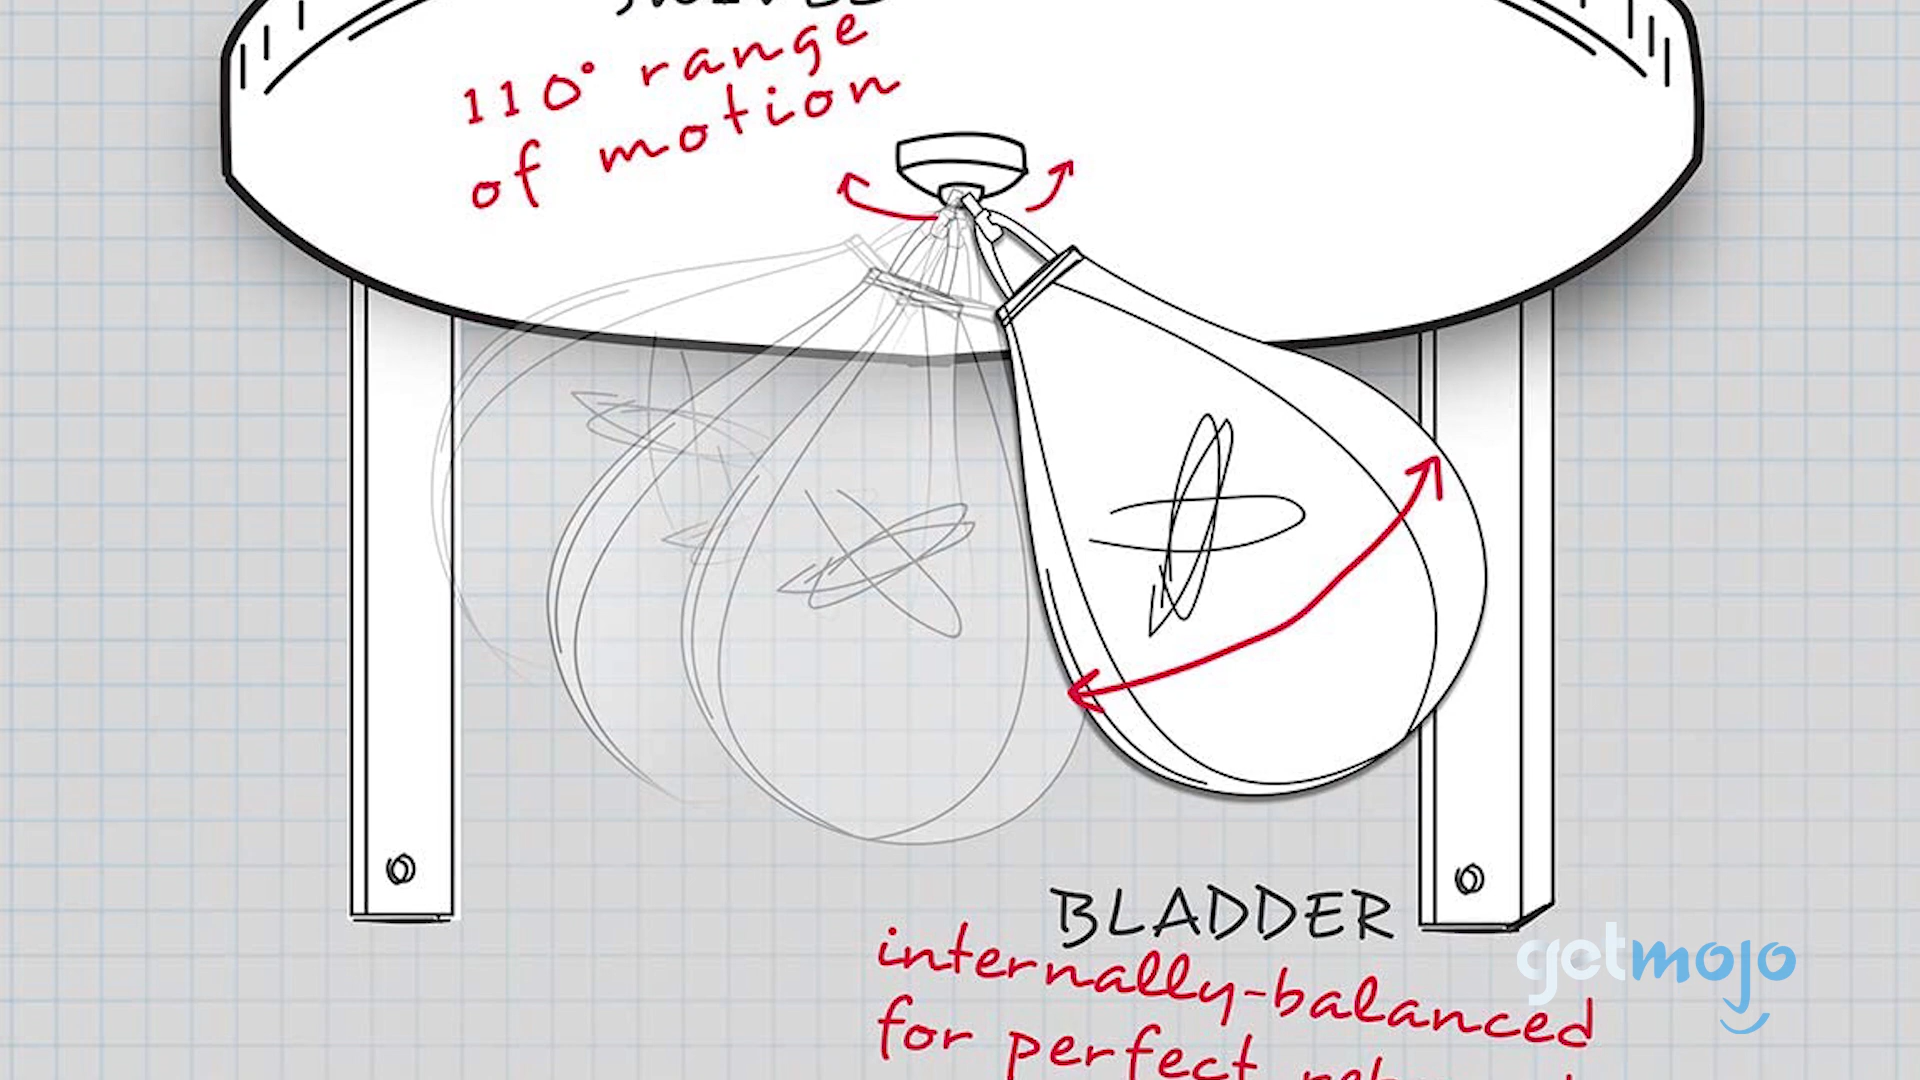 110° range
of motion
BLADDER
internally-balanced
for perfect
getmojo